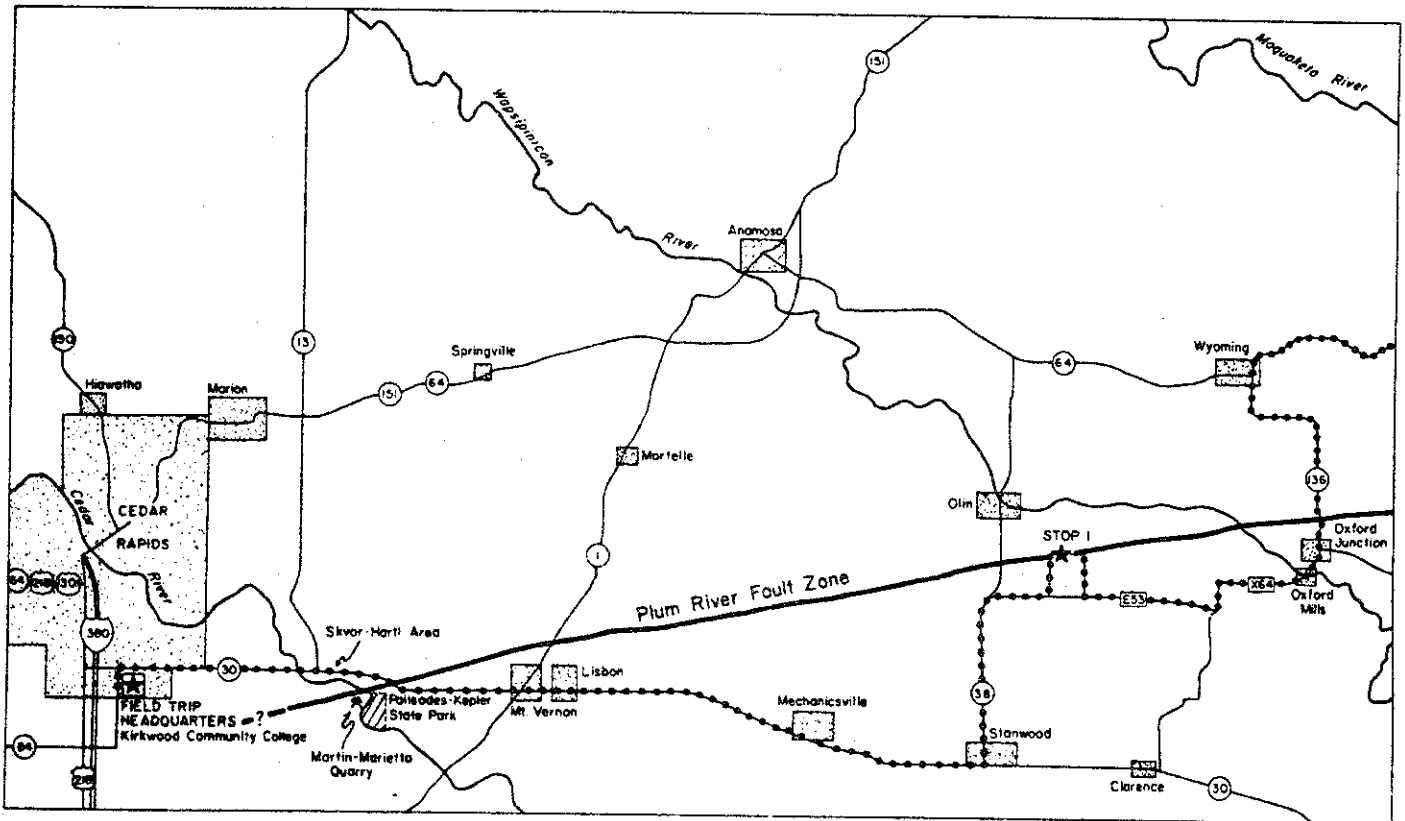 Maquoketa River
151
Wapsipinicon
River
Anamosa
150
13
Springville
64
Wyoming
64
Hiawatha
Marion
151
64
Martelle
136
Olin
Cedar
CEDAR
RAPIDS
STOP 1
Oxford
Junction
1
64
218
30
River
Plum River Fault Zone
E53
X64
Oxford
Mills
380
Skvor-Hartl Area
30
Lisbon
38
FIELD TRIP
HEADQUARTERS
?
Kirkwood Community College
Palisades-Kepler
State Park
Mt. Vernon
Mechanicsville
Stanwood
84
Martin-Marietta
Quarry
218
Clarence
30